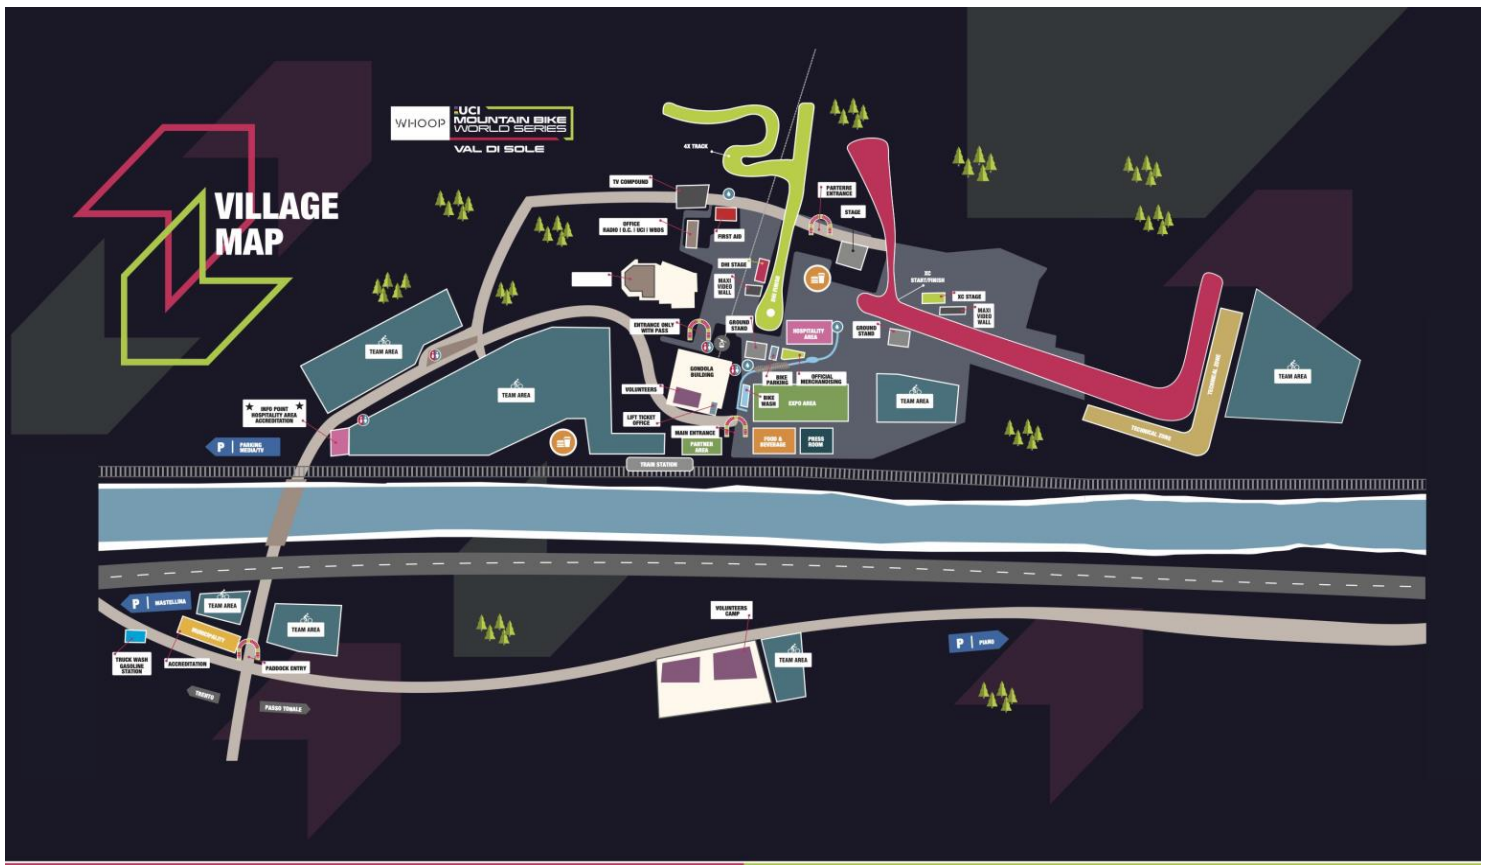 WHOOP
UCI
MOUNTAIN BIKE
WORLD SERIES
VAL DI SOLE
VILLAGE
MAP
4X TRACK
TV COMPOUND
PARTERRE
ENTRANCE
STAGE
OFFICE
RADIO | O.C. | UCI | WBDS
FIRST AID
DHI STAGE
MAXI
VIDEO
WALL
DHI FINISH
XC
START/FINISH
XC STAGE
MAXI
VIDEO
WALL
ENTRANCE ONLY
WITH PASS
GROUND
STAND
HOSPITALITY
AREA
GROUND
STAND
TEAM AREA
GONDOLA
BUILDING
BIKE
PARKING
OFFICIAL
MERCHANDISING
TECHNICAL ZONE
TEAM AREA
TEAM AREA
VOLUNTEERS
BIKE
WASH
EXPO AREA
TEAM AREA
INFO POINT
HOSPITALITY AREA
ACCREDITATION
LIFT TICKET
OFFICE
MAIN ENTRANCE
TECHNICAL ZONE
P | PARKING
MEDIA/TV
PARTNER
AREA
FOOD &
BEVERAGE
PRESS
ROOM
TRAIN STATION
P | MASTELLINA
TEAM AREA
TEAM AREA
MUNICIPALITY
VOLUNTEERS
CAMP
P | PIANO
TRUCK WASH
GASOLINE
STATION
ACCREDITATION
PADDOCK ENTRY
TEAM AREA
TRENTO
PASSO TONALE